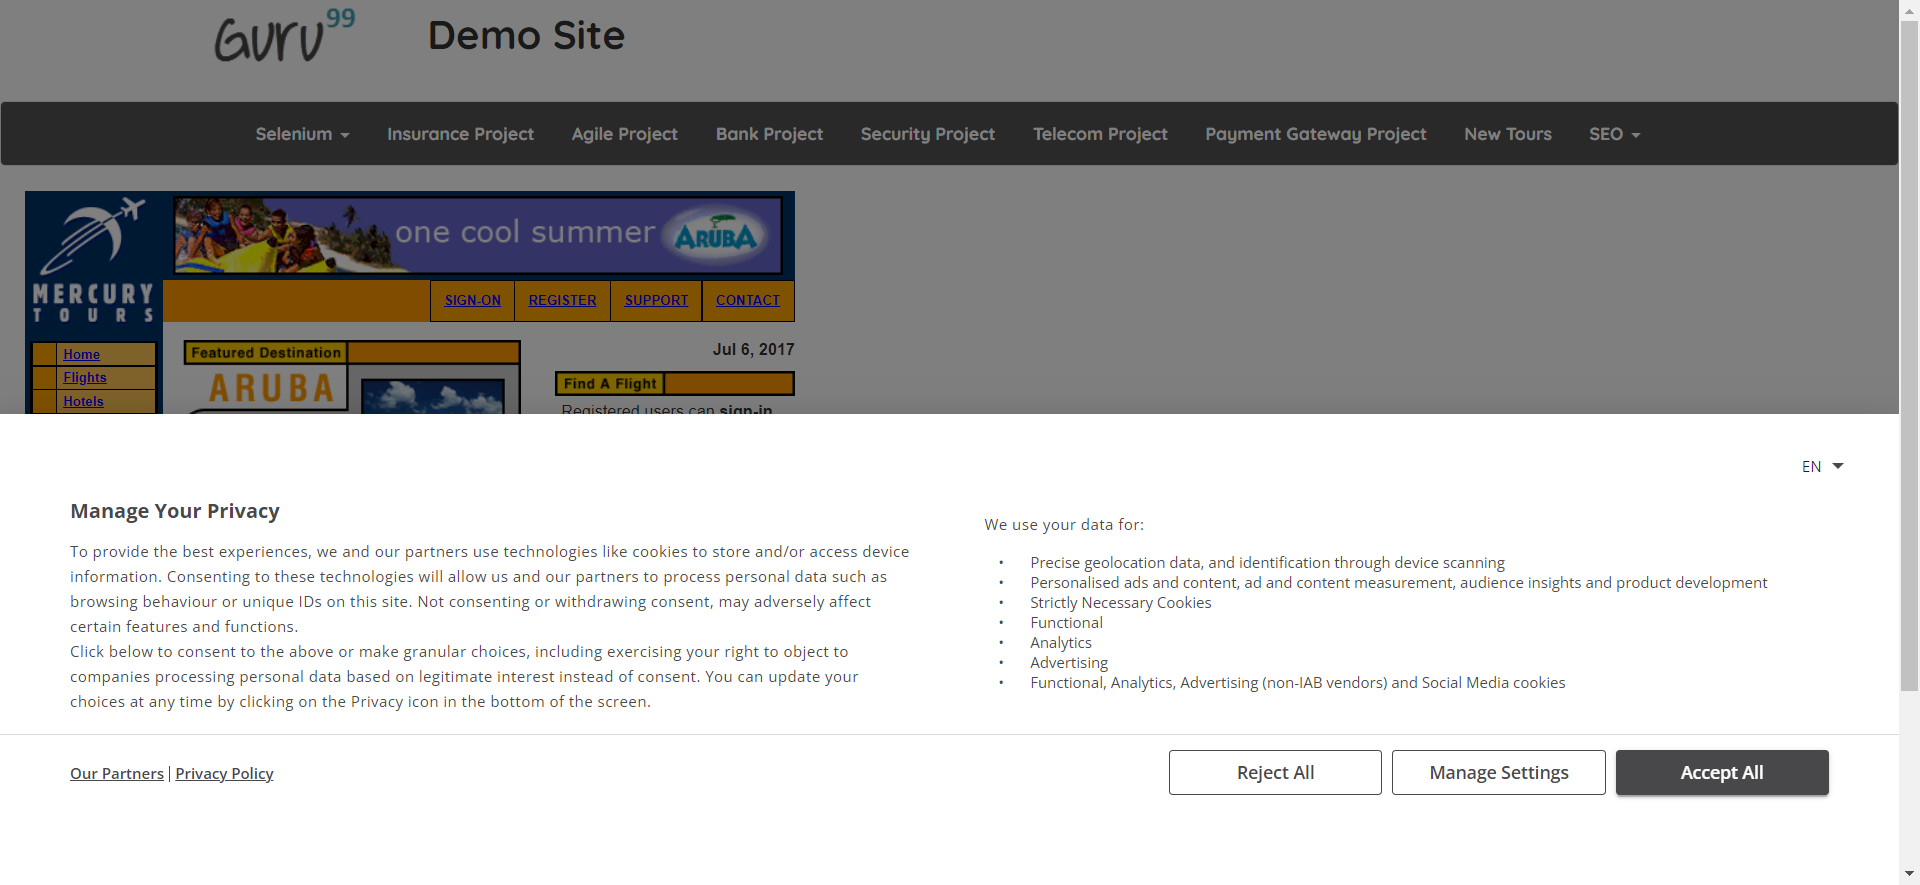 Guru99
Demo Site
Selenium
Insurance Project
Agile Project
Bank Project
Security Project
Telecom Project
Payment Gateway Project
New Tours
SEO
one cool summer
ARUBA
MERCURY
TOURS
SIGN-ON
REGISTER
SUPPORT
CONTACT
Home
Flights
Hotels
Featured Destination
ARUBA
Jul 6, 2017
Find A Flight
Registered users can sign-in
EN
Manage Your Privacy
To provide the best experiences, we and our partners use technologies like cookies to store and/or access device
information. Consenting to these technologies will allow us and our partners to process personal data such as
browsing behaviour or unique IDs on this site. Not consenting or withdrawing consent, may adversely affect
certain features and functions.
Click below to consent to the above or make granular choices, including exercising your right to object to
companies processing personal data based on legitimate interest instead of consent. You can update your
choices at any time by clicking on the Privacy icon in the bottom of the screen.
We use your data for:
• Precise geolocation data, and identification through device scanning
• Personalised ads and content, ad and content measurement, audience insights and product development
• Strictly Necessary Cookies
• Functional
• Analytics
• Advertising
• Functional, Analytics, Advertising (non-IAB vendors) and Social Media cookies
Our Partners | Privacy Policy
Reject All
Manage Settings
Accept All